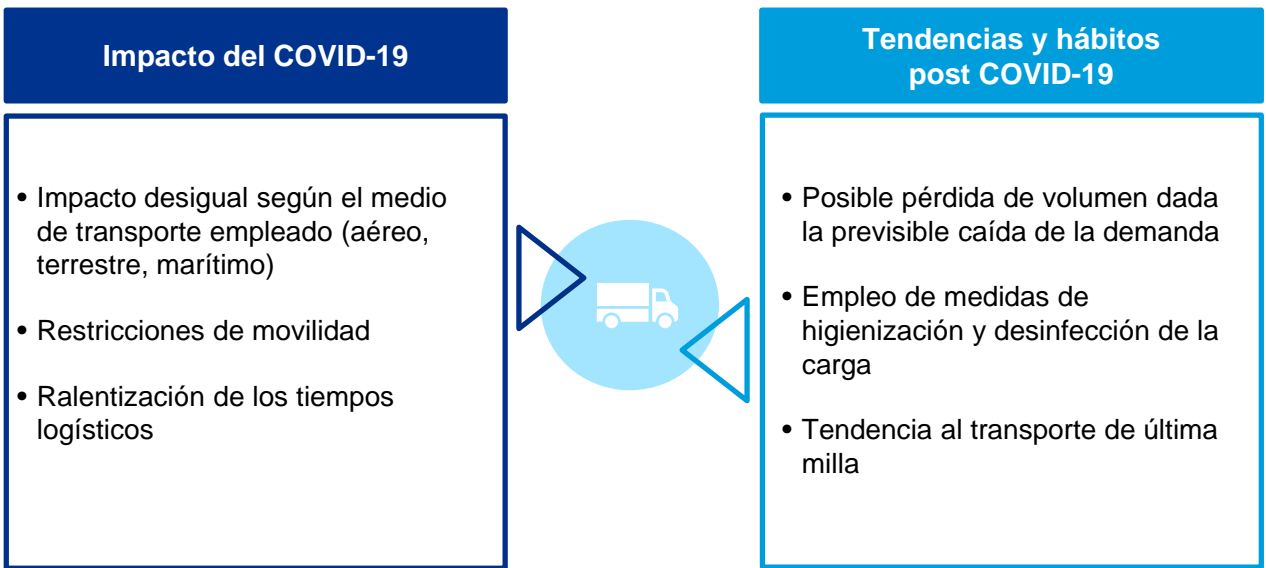 Impacto del COVID-19
• Impacto desigual según el medio
de transporte empleado (aéreo,
terrestre, marítimo)
• Restricciones de movilidad
• Ralentización de los tiempos
logísticos
Tendencias y hábitos
post COVID-19
• Posible pérdida de volumen dada
la previsible caída de la demanda
• Empleo de medidas de
higienización y desinfección de la
carga
• Tendencia al transporte de última
milla